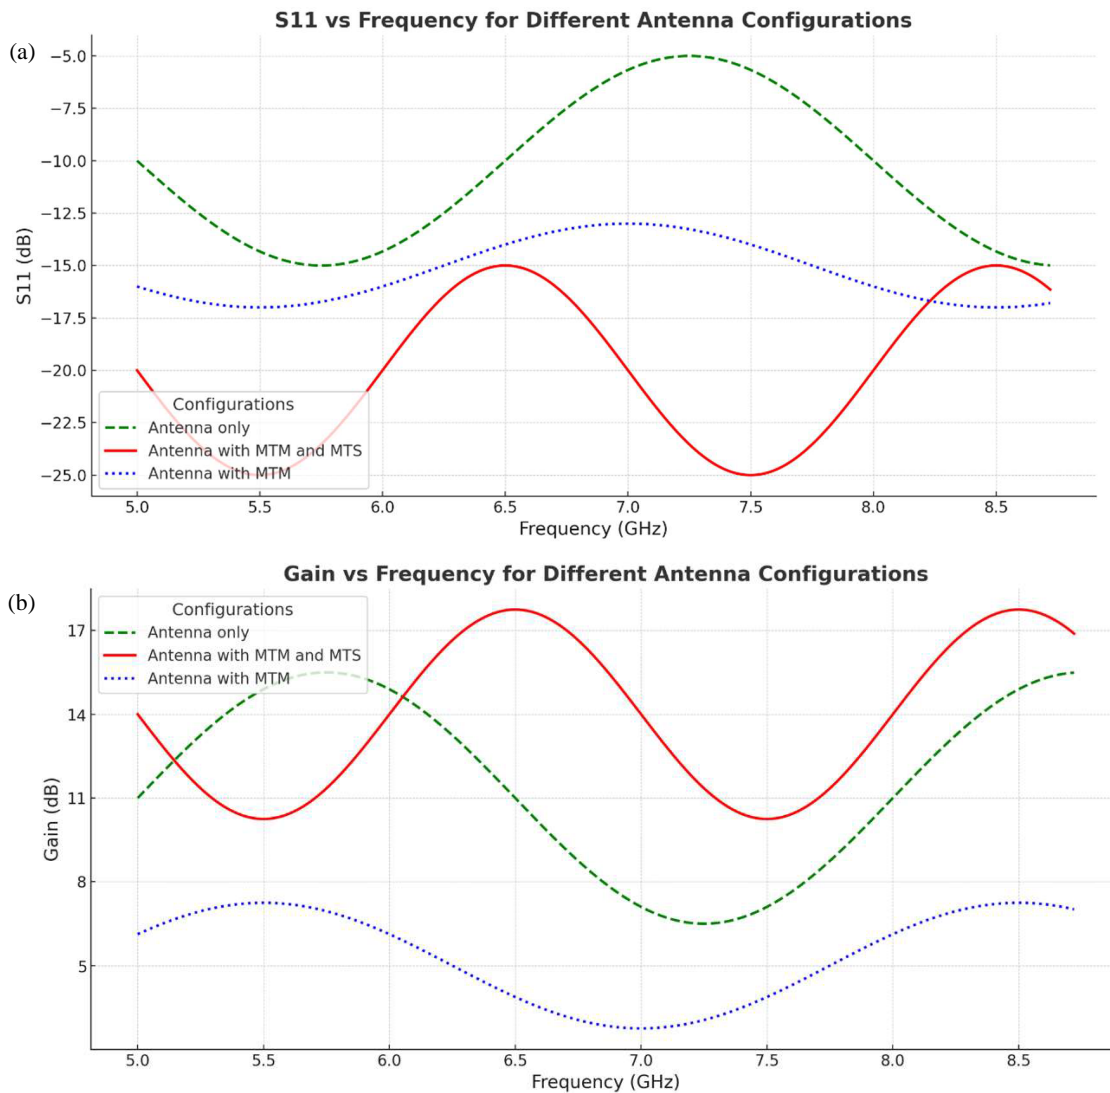 S11 vs Frequency for Different Antenna Configurations
(a)
−5.0
−7.5
−10.0
−12.5
−15.0
−17.5
−20.0
−22.5
−25.0
S11 (dB)
Configurations
Antenna only
Antenna with MTM and MTS
Antenna with MTM
5.0 5.5 6.0 6.5 7.0 7.5 8.0 8.5
Frequency (GHz)
Gain vs Frequency for Different Antenna Configurations
(b)
17
14
11
8
5
Gain (dB)
Configurations
Antenna only
Antenna with MTM and MTS
Antenna with MTM
5.0 5.5 6.0 6.5 7.0 7.5 8.0 8.5
Frequency (GHz)